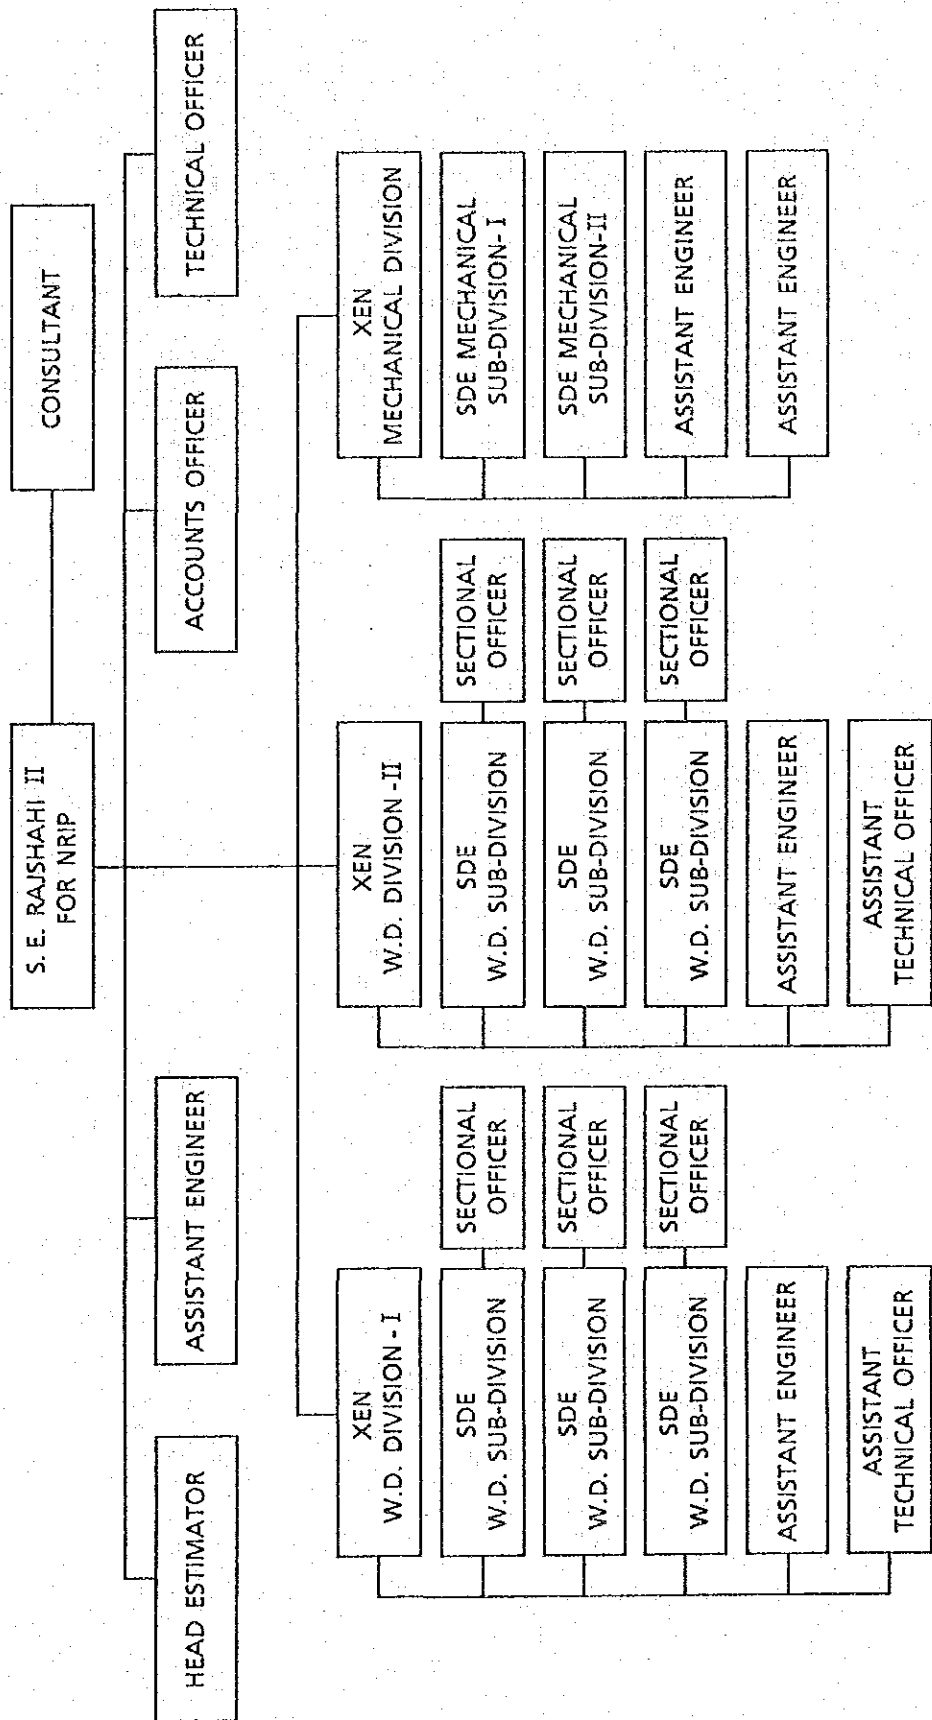 S. E. RAJSHAHI II
FOR NRIP
CONSULTANT
HEAD ESTIMATOR
ASSISTANT ENGINEER
ACCOUNTS OFFICER
TECHNICAL OFFICER
XEN
W.D. DIVISION - I
SDE
W.D. SUB-DIVISION
SECTIONAL
OFFICER
SDE
W.D. SUB-DIVISION
SECTIONAL
OFFICER
SDE
W.D. SUB-DIVISION
SECTIONAL
OFFICER
ASSISTANT ENGINEER
ASSISTANT
TECHNICAL OFFICER
XEN
W.D. DIVISION -II
SDE
W.D. SUB-DIVISION
SECTIONAL
OFFICER
SDE
W.D. SUB-DIVISION
SECTIONAL
OFFICER
SDE
W.D. SUB-DIVISION
SECTIONAL
OFFICER
ASSISTANT ENGINEER
ASSISTANT
TECHNICAL OFFICER
XEN
MECHANICAL DIVISION
SDE MECHANICAL
SUB-DIVISION- I
SDE MECHANICAL
SUB-DIVISION-II
ASSISTANT ENGINEER
ASSISTANT ENGINEER